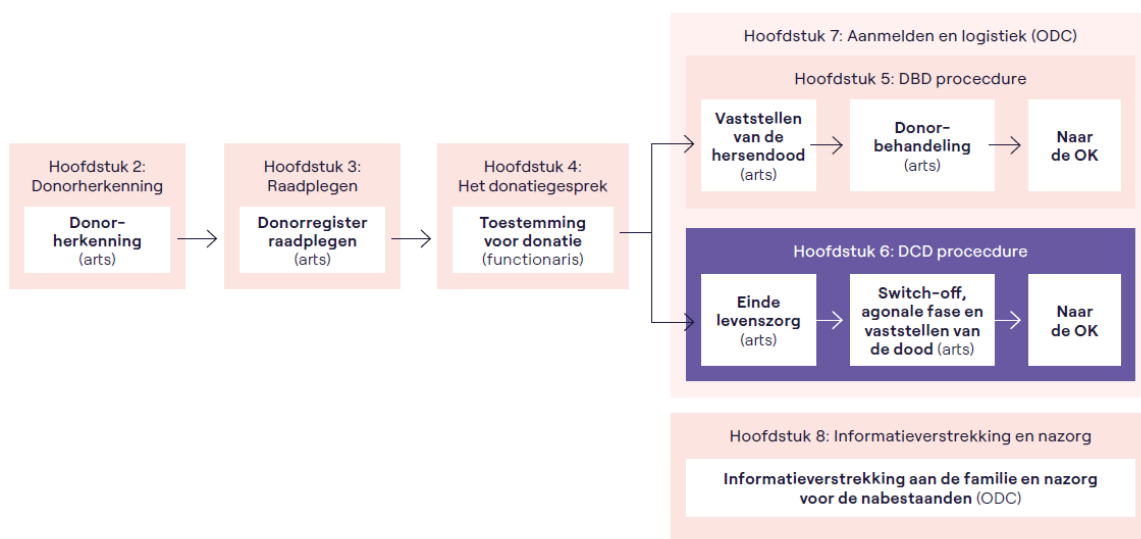 Hoofdstuk 2:
Donorherkenning
Donor-
herkenning
(arts)
Hoofdstuk 3:
Raadplegen
Donorregister
raadplegen
(arts)
Hoofdstuk 4:
Het donatiegesprek
Toestemming
voor donatie
(functionaris)
Hoofdstuk 7: Aanmelden en logistiek (ODC)
Hoofdstuk 5: DBD procecdure
Vaststellen
van de
hersendood
(arts)
Donor-
behandeling
(arts)
Naar
de OK
Hoofdstuk 6: DCD procecdure
Einde
levenszorg
(arts)
Switch-off,
agonale fase en
vaststellen van
de dood (arts)
Naar
de OK
Hoofdstuk 8: Informatieverstrekking en nazorg
Informatieverstrekking aan de familie en nazorg
voor de nabestaanden (ODC)